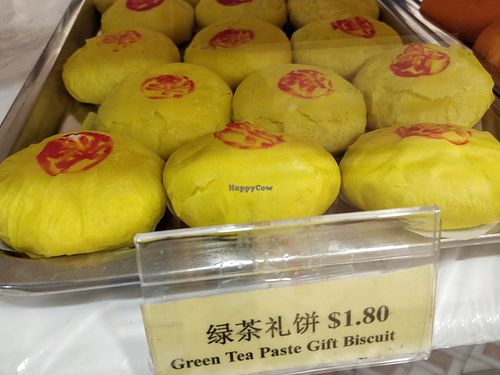 HappyCow
绿茶礼饼 $1.80
Green Tea Paste Gift Biscuit